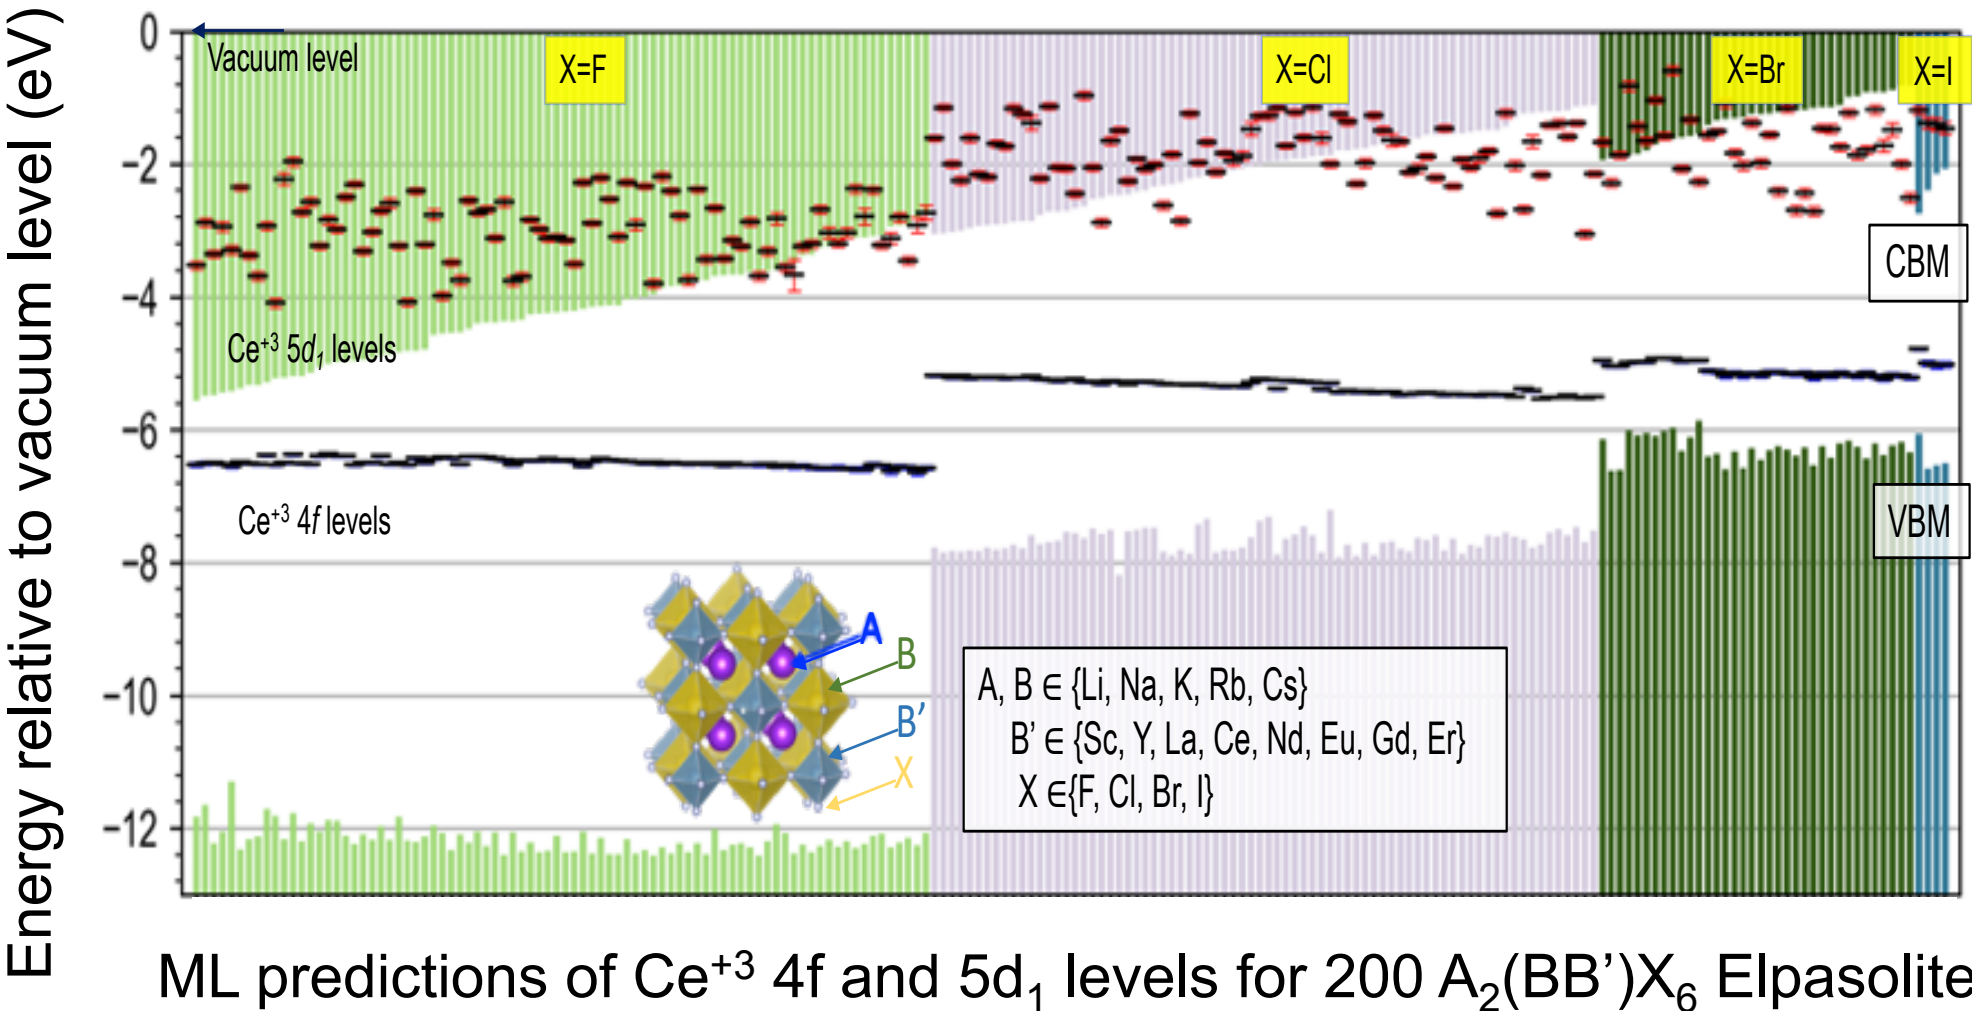 Energy relative to vacuum level (eV)
0
−2
−4
−6
−8
−10
−12
Vacuum level
X=F
X=Cl
X=Br
X=I
CBM
Ce⁺³ 5d₁ levels
Ce⁺³ 4f levels
VBM
A
B
B’
X
A, B ∈ {Li, Na, K, Rb, Cs}
B’ ∈ {Sc, Y, La, Ce, Nd, Eu, Gd, Er}
X ∈{F, Cl, Br, I}
ML predictions of Ce⁺³ 4f and 5d₁ levels for 200 A₂(BB’)X₆ Elpasolite